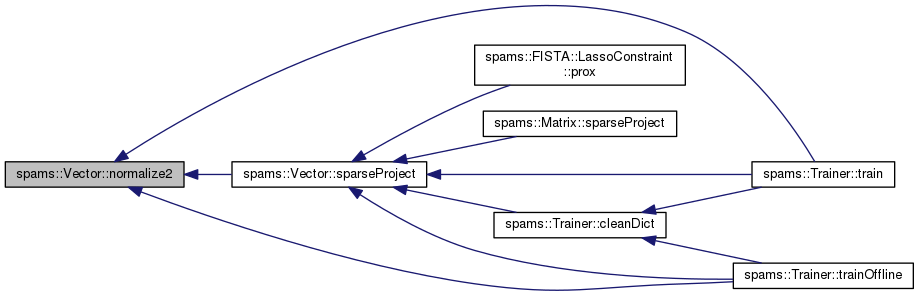 spams::FISTA::LassoConstraint
::prox
spams::Matrix::sparseProject
spams::Vector::normalize2
spams::Vector::sparseProject
spams::Trainer::train
spams::Trainer::cleanDict
spams::Trainer::trainOffline